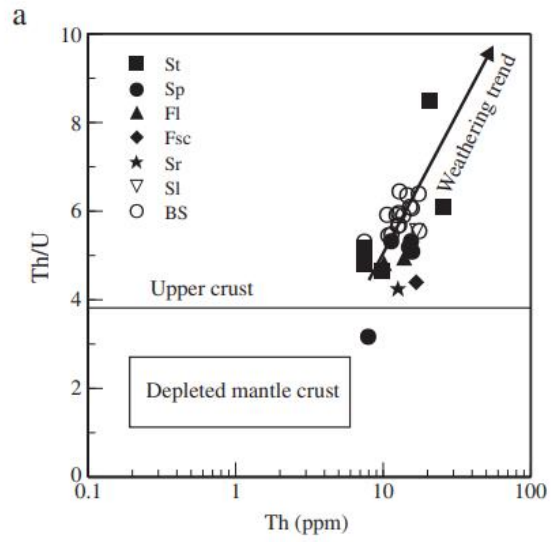 a
10
8
6
4
2
0
Th/U
St
Sp
Fl
Fsc
Sr
Sl
BS
Weathering trend
Upper crust
Depleted mantle crust
0.1
1
10
100
Th (ppm)